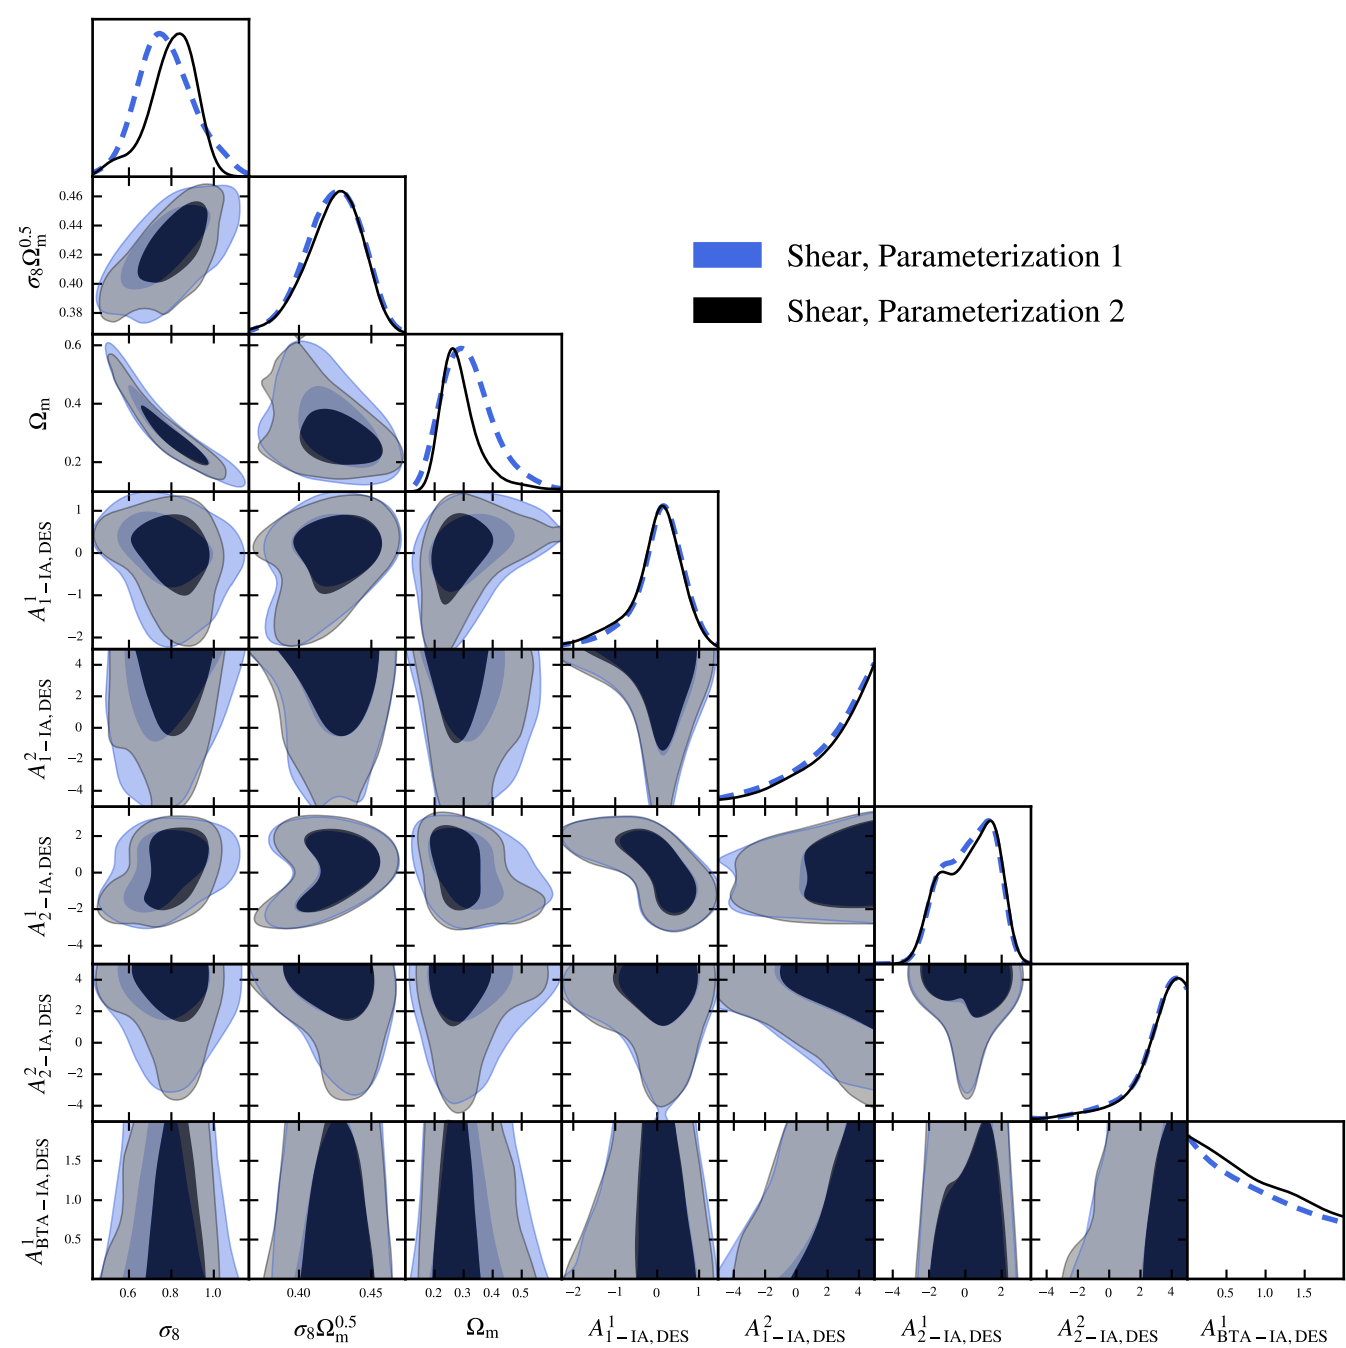 Shear, Parameterization 1
Shear, Parameterization 2
σ₈Ωₘ⁰·⁵
0.46
0.44
0.42
0.40
0.38
Ωₘ
0.6
0.4
0.2
A¹₁₋IA, DES
1
0
−1
−2
A²₁₋IA, DES
4
2
0
−2
−4
A¹₂₋IA, DES
2
0
−2
−4
A²₂₋IA, DES
4
2
0
−2
−4
A¹BTA−IA, DES
1.5
1.0
0.5
0.6 0.8 1.0 0.40 0.45 0.2 0.3 0.4 0.5 −2 −1 0 1 −4 −2 0 2 4 −4 −2 0 2 −4 −2 0 2 4 0.5 1.0 1.5
σ₈ σ₈Ωₘ⁰·⁵ Ωₘ A¹₁₋IA, DES A²₁₋IA, DES A¹₂₋IA, DES A²₂₋IA, DES A¹BTA−IA, DES